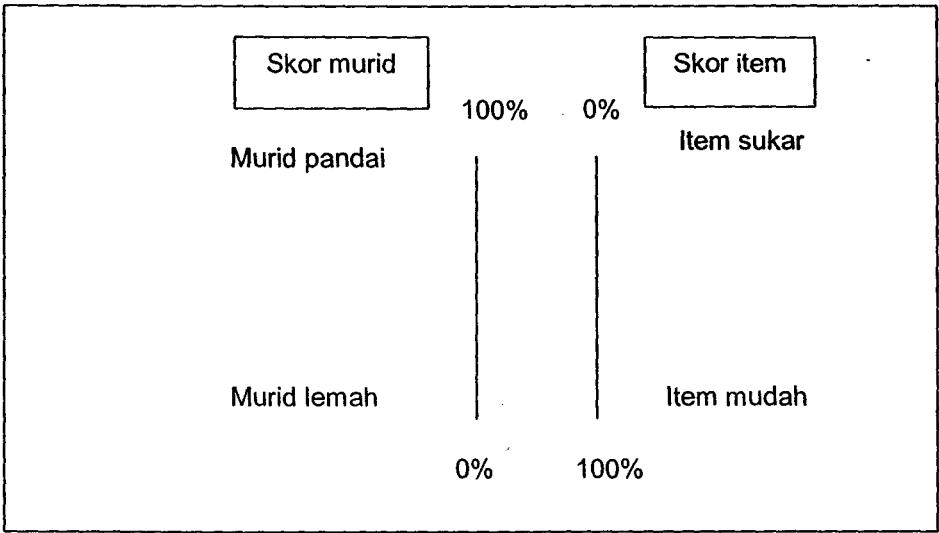 Skor murid
Skor item
100%
0%
Murid pandai
Item sukar
Murid lemah
Item mudah
0%
100%